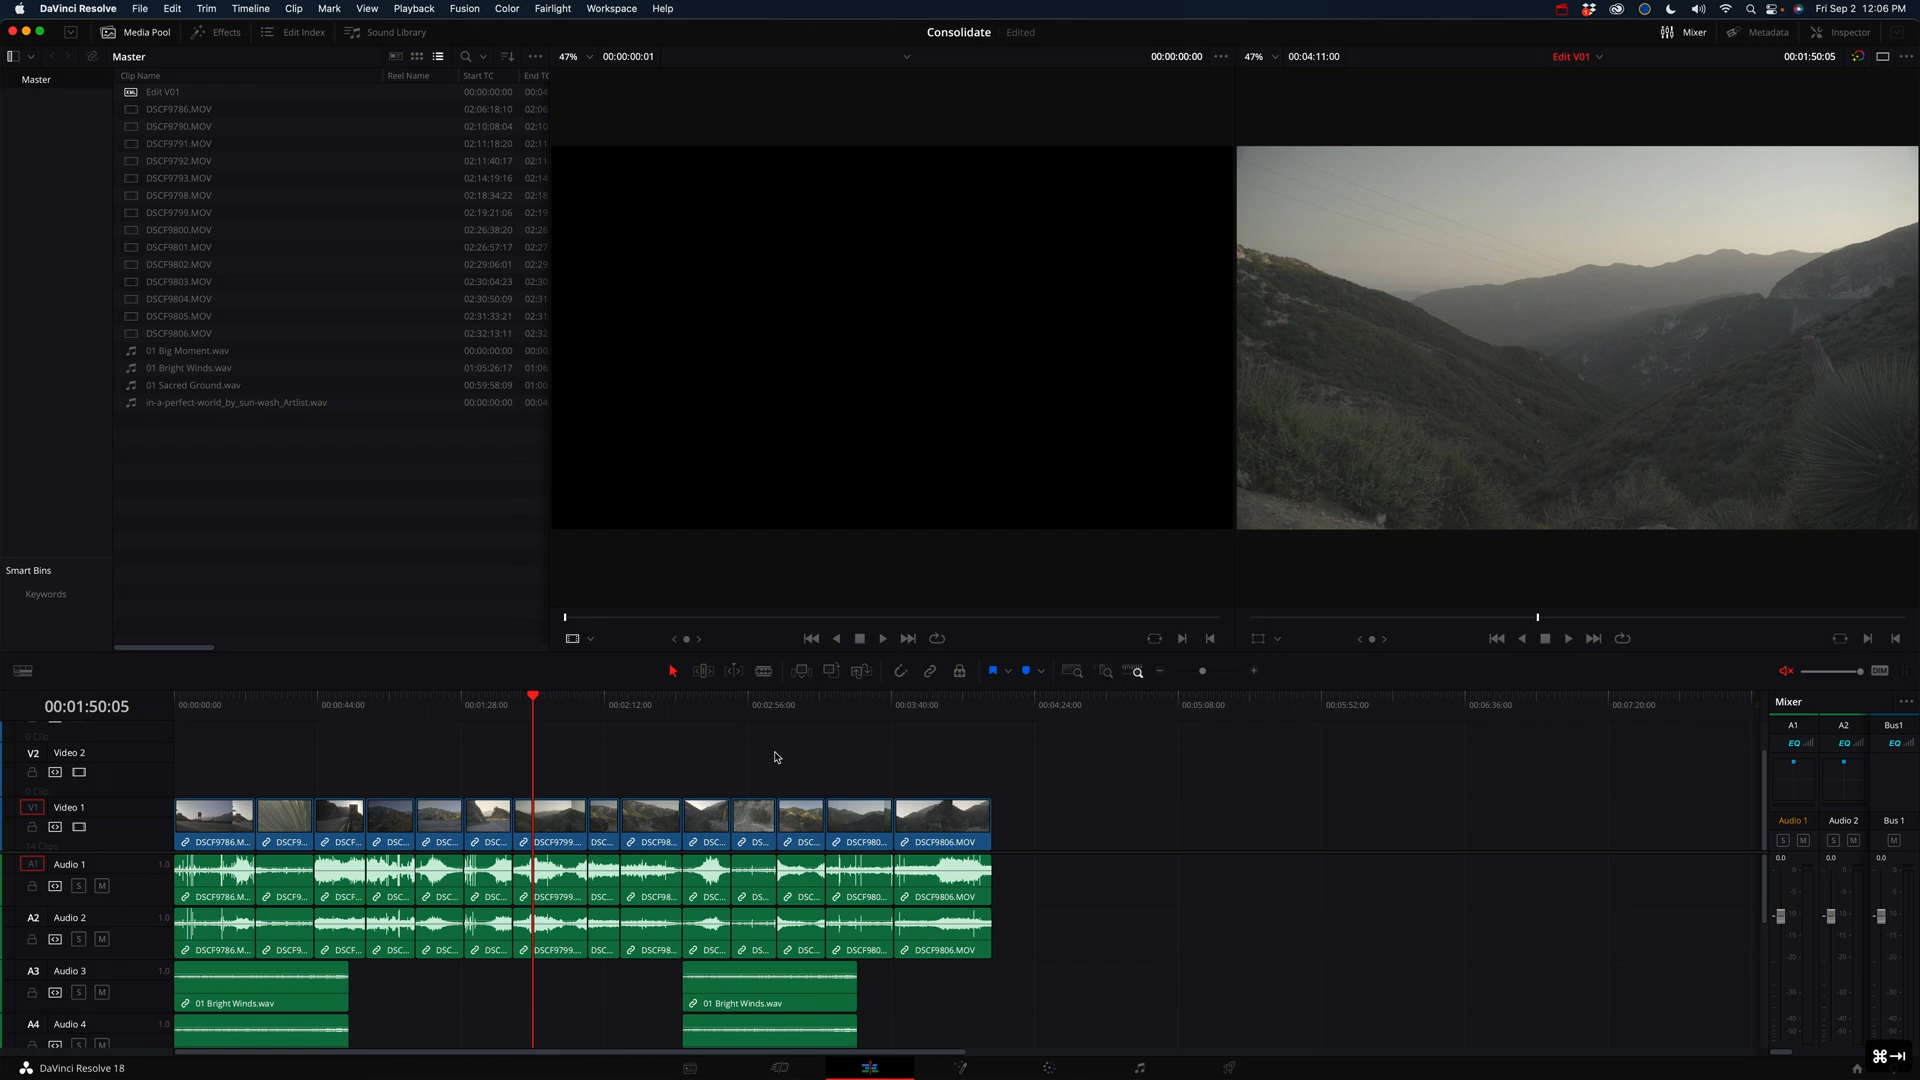 DaVinci Resolve File Edit Trim Timeline Clip Mark View Playback Fusion Color Fairlight Workspace Help Fri Sep 2 12:06 PM
Media Pool Effects Edit Index Sound Library Consolidate Edited Mixer Metadata Inspector
Master 47% 00:00:00:01 00:00:00:00 47% 00:04:11:00 Edit V01 00:01:50:05
Master
Clip Name Reel Name Start TC End TC
Edit V01 00:00:00:00 00:04
DSCF9786.MOV 02:06:18:10 02:06
DSCF9790.MOV 02:10:08:04 02:10
DSCF9791.MOV 02:11:18:20 02:11
DSCF9792.MOV 02:11:40:17 02:11
DSCF9793.MOV 02:14:19:16 02:14
DSCF9798.MOV 02:18:34:22 02:18
DSCF9799.MOV 02:19:21:06 02:19
DSCF9800.MOV 02:26:38:20 02:26
DSCF9801.MOV 02:26:57:17 02:27
DSCF9802.MOV 02:29:06:01 02:29
DSCF9803.MOV 02:30:04:23 02:30
DSCF9804.MOV 02:30:50:09 02:31
DSCF9805.MOV 02:31:33:21 02:31
DSCF9806.MOV 02:32:13:11 02:32
01 Big Moment.wav 00:00:00:00 00:00
01 Bright Winds.wav 01:05:26:17 01:06
01 Sacred Ground.wav 00:59:58:09 01:00
in-a-perfect-world_by_sun-wash_Artlist.wav 00:00:00:00 00:04
Smart Bins
Keywords
DIM
00:01:50:05 00:00:00:00 00:00:44:00 00:01:28:00 00:02:12:00 00:02:56:00 00:03:40:00 00:04:24:00 00:05:08:00 00:05:52:00 00:06:36:00 00:07:20:00
Mixer
A1 A2 Bus1
EQ EQ EQ
0 Clip
V2 Video 2
0 Clip
V1 Video 1
14 Clips
DSCF9786.M... DSCF9... DSCF... DSC... DSC... DSC... DSCF9799.... DSC... DSCF98... DSC... DS... DSC... DSCF980... DSCF9806.MOV
Audio 1 Audio 2 Bus 1
S M S M M
0.0 0.0 0.0
A1 Audio 1 1.0
S M
DSCF9786.M... DSCF9... DSCF... DSC... DSC... DSC... DSCF9799.... DSC... DSCF98... DSC... DS... DSC... DSCF980... DSCF9806.MOV
A2 Audio 2 1.0
S M
DSCF9786.M... DSCF9... DSCF... DSC... DSC... DSC... DSCF9799.... DSC... DSCF98... DSC... DS... DSC... DSCF980... DSCF9806.MOV
A3 Audio 3 1.0
S M
01 Bright Winds.wav 01 Bright Winds.wav
A4 Audio 4 1.0
S M
DaVinci Resolve 18
⌘⇥